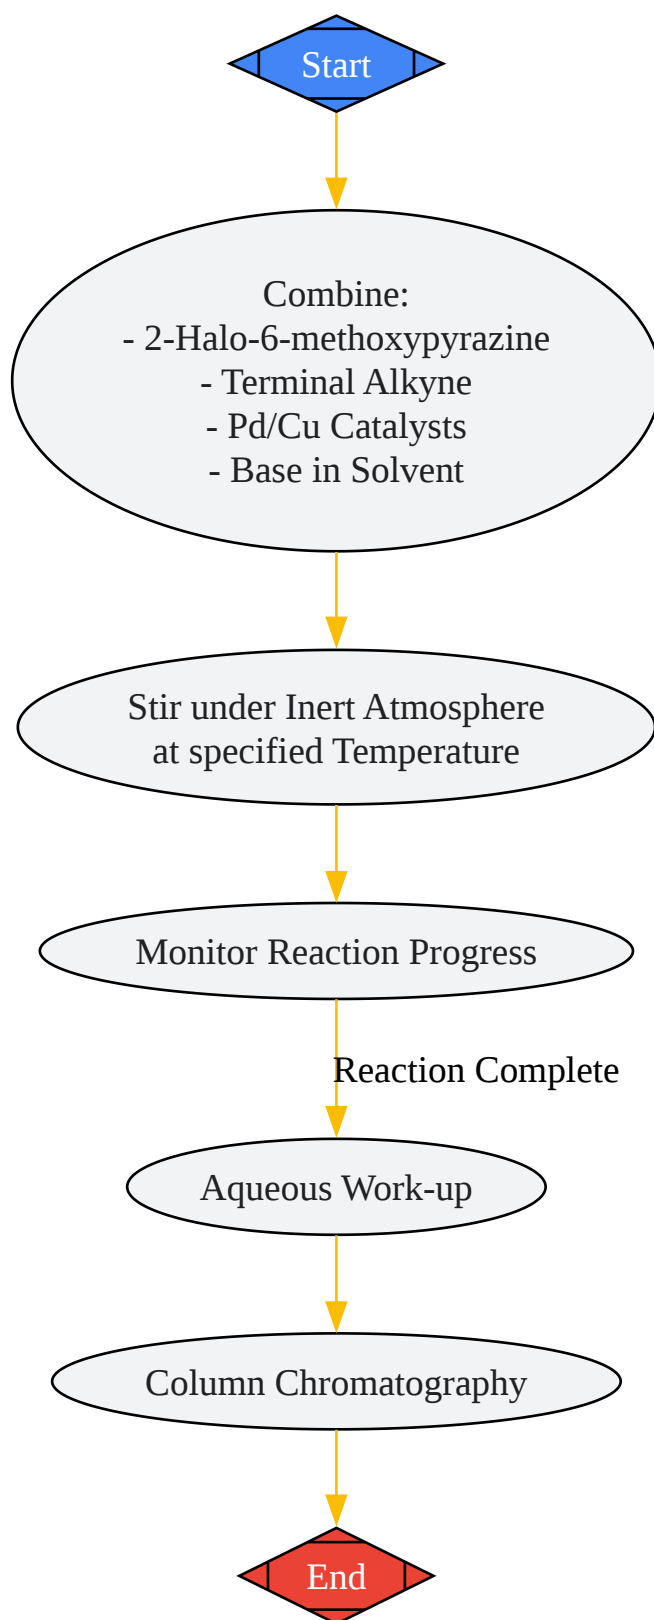 Start
Combine:
- 2-Halo-6-methoxypyrazine
- Terminal Alkyne
- Pd/Cu Catalysts
- Base in Solvent
Stir under Inert Atmosphere
at specified Temperature
Monitor Reaction Progress
Reaction Complete
Aqueous Work-up
Column Chromatography
End